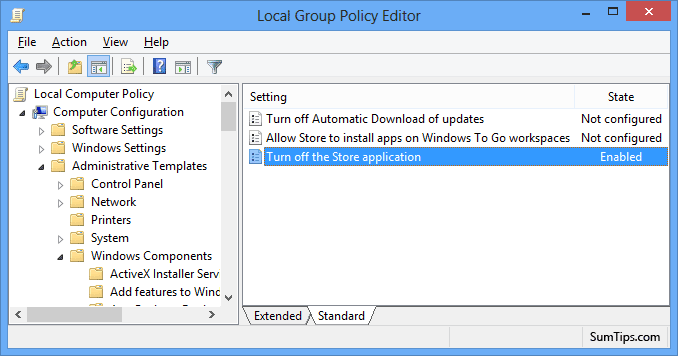 Local Group Policy Editor
File Action View Help
Local Computer Policy
Computer Configuration
Software Settings
Windows Settings
Administrative Templates
Control Panel
Network
Printers
System
Windows Components
ActiveX Installer Serv
Add features to Wind
Setting State
Turn off Automatic Download of updates Not configured
Allow Store to install apps on Windows To Go workspaces Not configured
Turn off the Store application Enabled
Extended Standard
SumTips.com